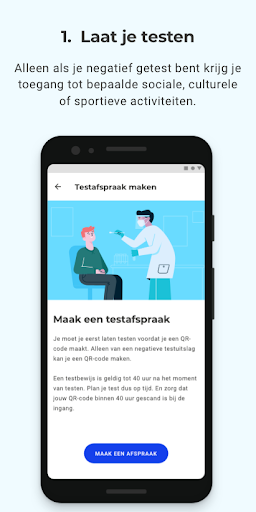 1. Laat je testen
Alleen als je negatief getest bent krijg je
toegang tot bepaalde sociale, culturele
of sportieve activiteiten.
Testafspraak maken
Maak een testafspraak
Je moet je eerst laten testen voordat je een QR-
code maakt. Alleen van een negatieve testuitslag
kan je een QR-code maken.
Een testbewijs is geldig tot 40 uur na het moment
van testen. Plan je test dus op tijd. En zorg dat
jouw QR-code binnen 40 uur gescand is bij de
ingang.
MAAK EEN AFSPRAAK